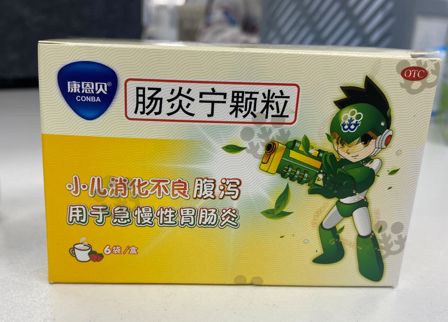 康恩贝
CONBA
肠炎宁颗粒
OTC
小儿消化不良腹泻
用于急慢性胃肠炎
6袋/盒